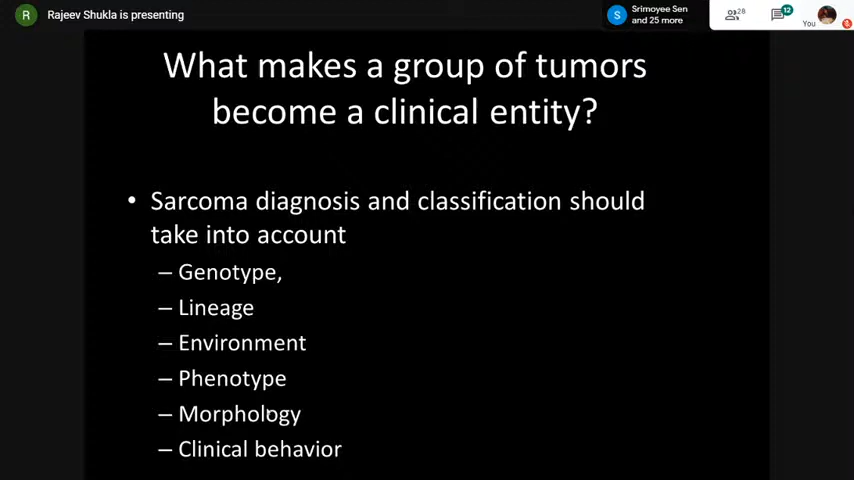 R Rajeev Shukla is presenting
S Srimoyee Sen
and 25 more
28
12
You
What makes a group of tumors
become a clinical entity?
• Sarcoma diagnosis and classification should
take into account
– Genotype,
– Lineage
– Environment
– Phenotype
– Morphology
– Clinical behavior